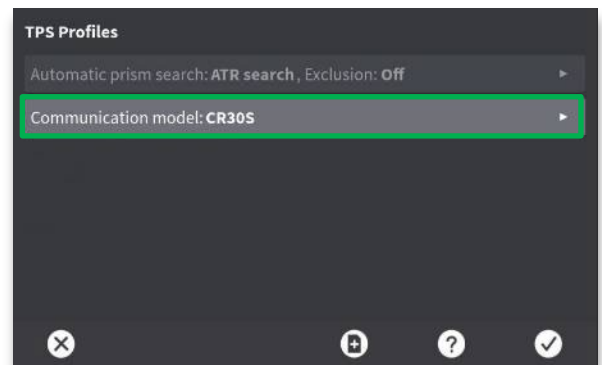 TPS Profiles
Automatic prism search: ATR search, Exclusion: Off
Communication model: CR30S